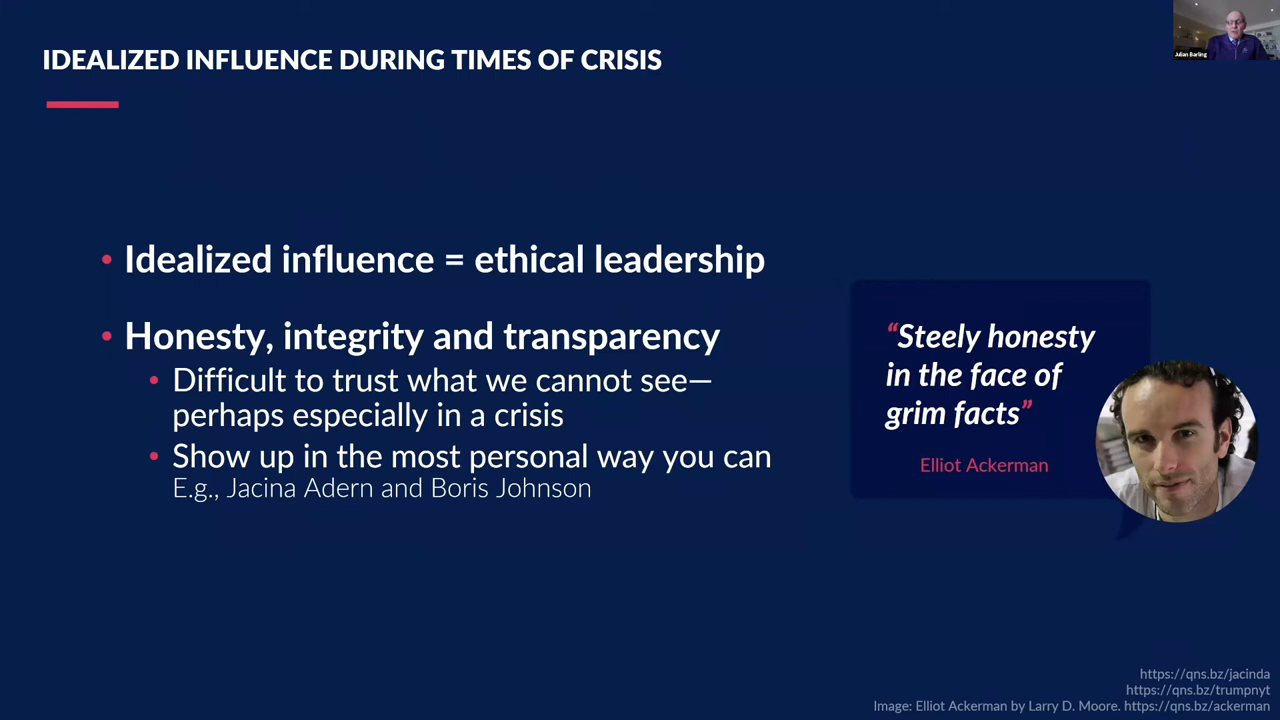 IDEALIZED INFLUENCE DURING TIMES OF CRISIS
Julian Barling
• Idealized influence = ethical leadership
• Honesty, integrity and transparency
• Difficult to trust what we cannot see—
perhaps especially in a crisis
• Show up in the most personal way you can
E.g., Jacina Adern and Boris Johnson
“Steely honesty
in the face of
grim facts”
Elliot Ackerman
https://qns.bz/jacinda
https://qns.bz/trumpnyt
Image: Elliot Ackerman by Larry D. Moore. https://qns.bz/ackerman